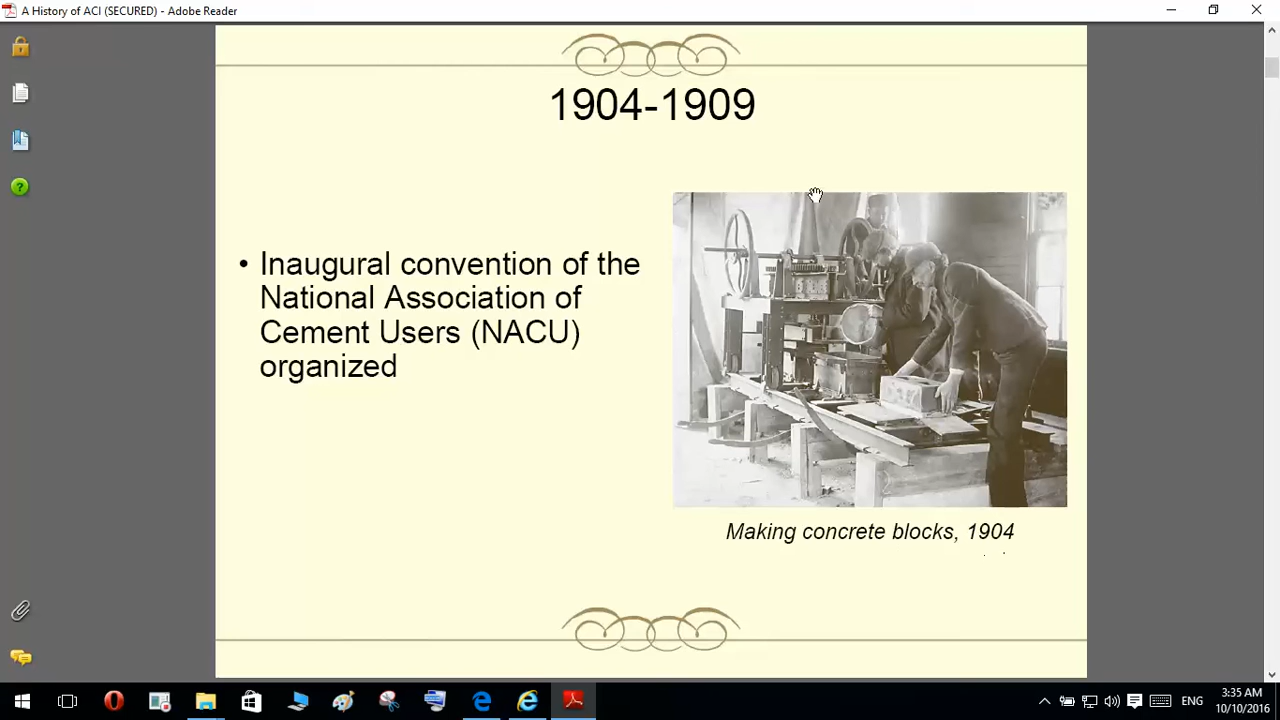 A History of ACI (SECURED) - Adobe Reader
1904-1909
• Inaugural convention of the
National Association of
Cement Users (NACU)
organized
Making concrete blocks, 1904
ENG
3:35 AM
10/10/2016